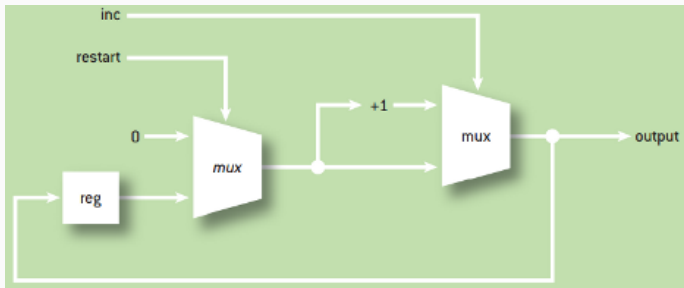 inc
restart
+1
0
mux
mux
output
reg